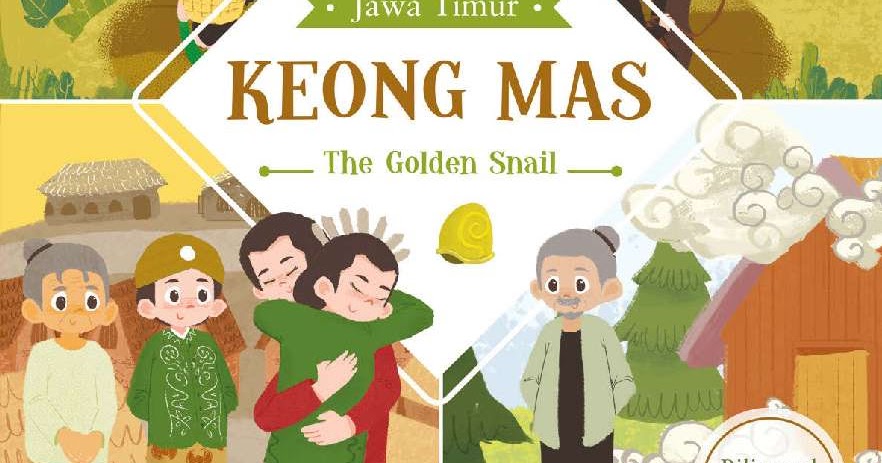 • Jawa Timur •
KEONG MAS
The Golden Snail